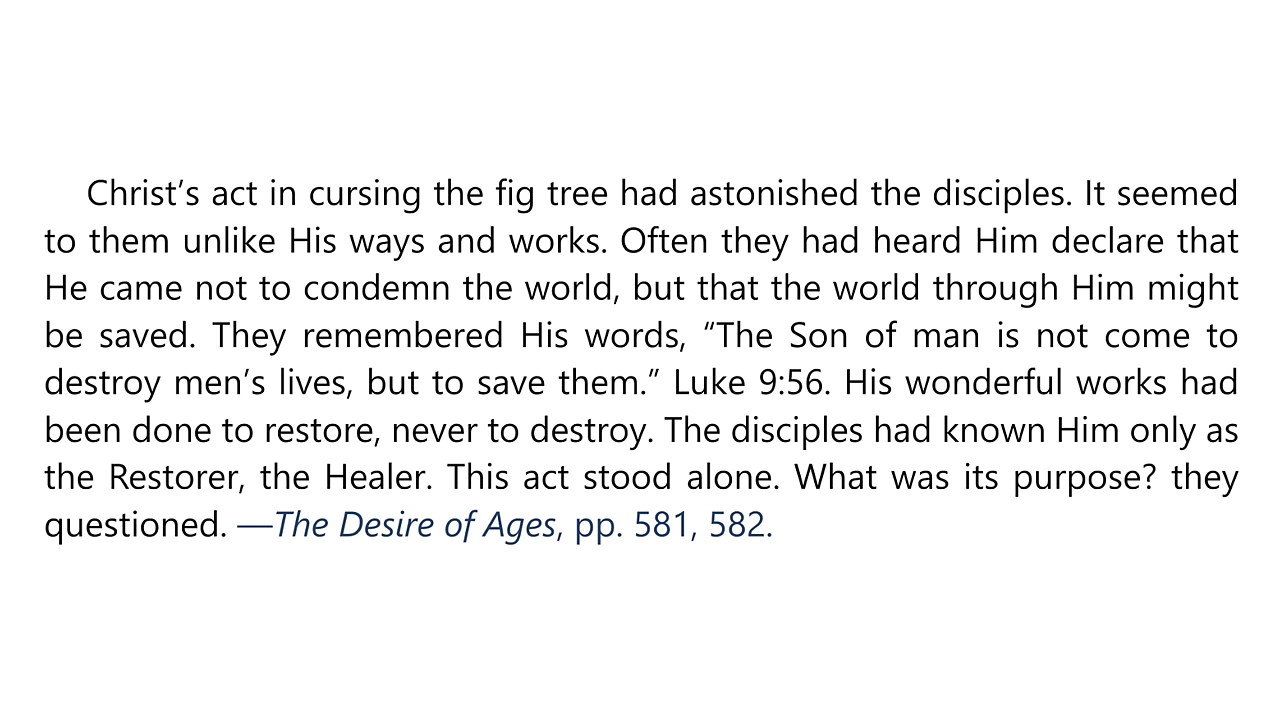 Christ’s act in cursing the fig tree had astonished the disciples. It seemed
to them unlike His ways and works. Often they had heard Him declare that
He came not to condemn the world, but that the world through Him might
be saved. They remembered His words, “The Son of man is not come to
destroy men’s lives, but to save them.” Luke 9:56. His wonderful works had
been done to restore, never to destroy. The disciples had known Him only as
the Restorer, the Healer. This act stood alone. What was its purpose? they
questioned. —The Desire of Ages, pp. 581, 582.